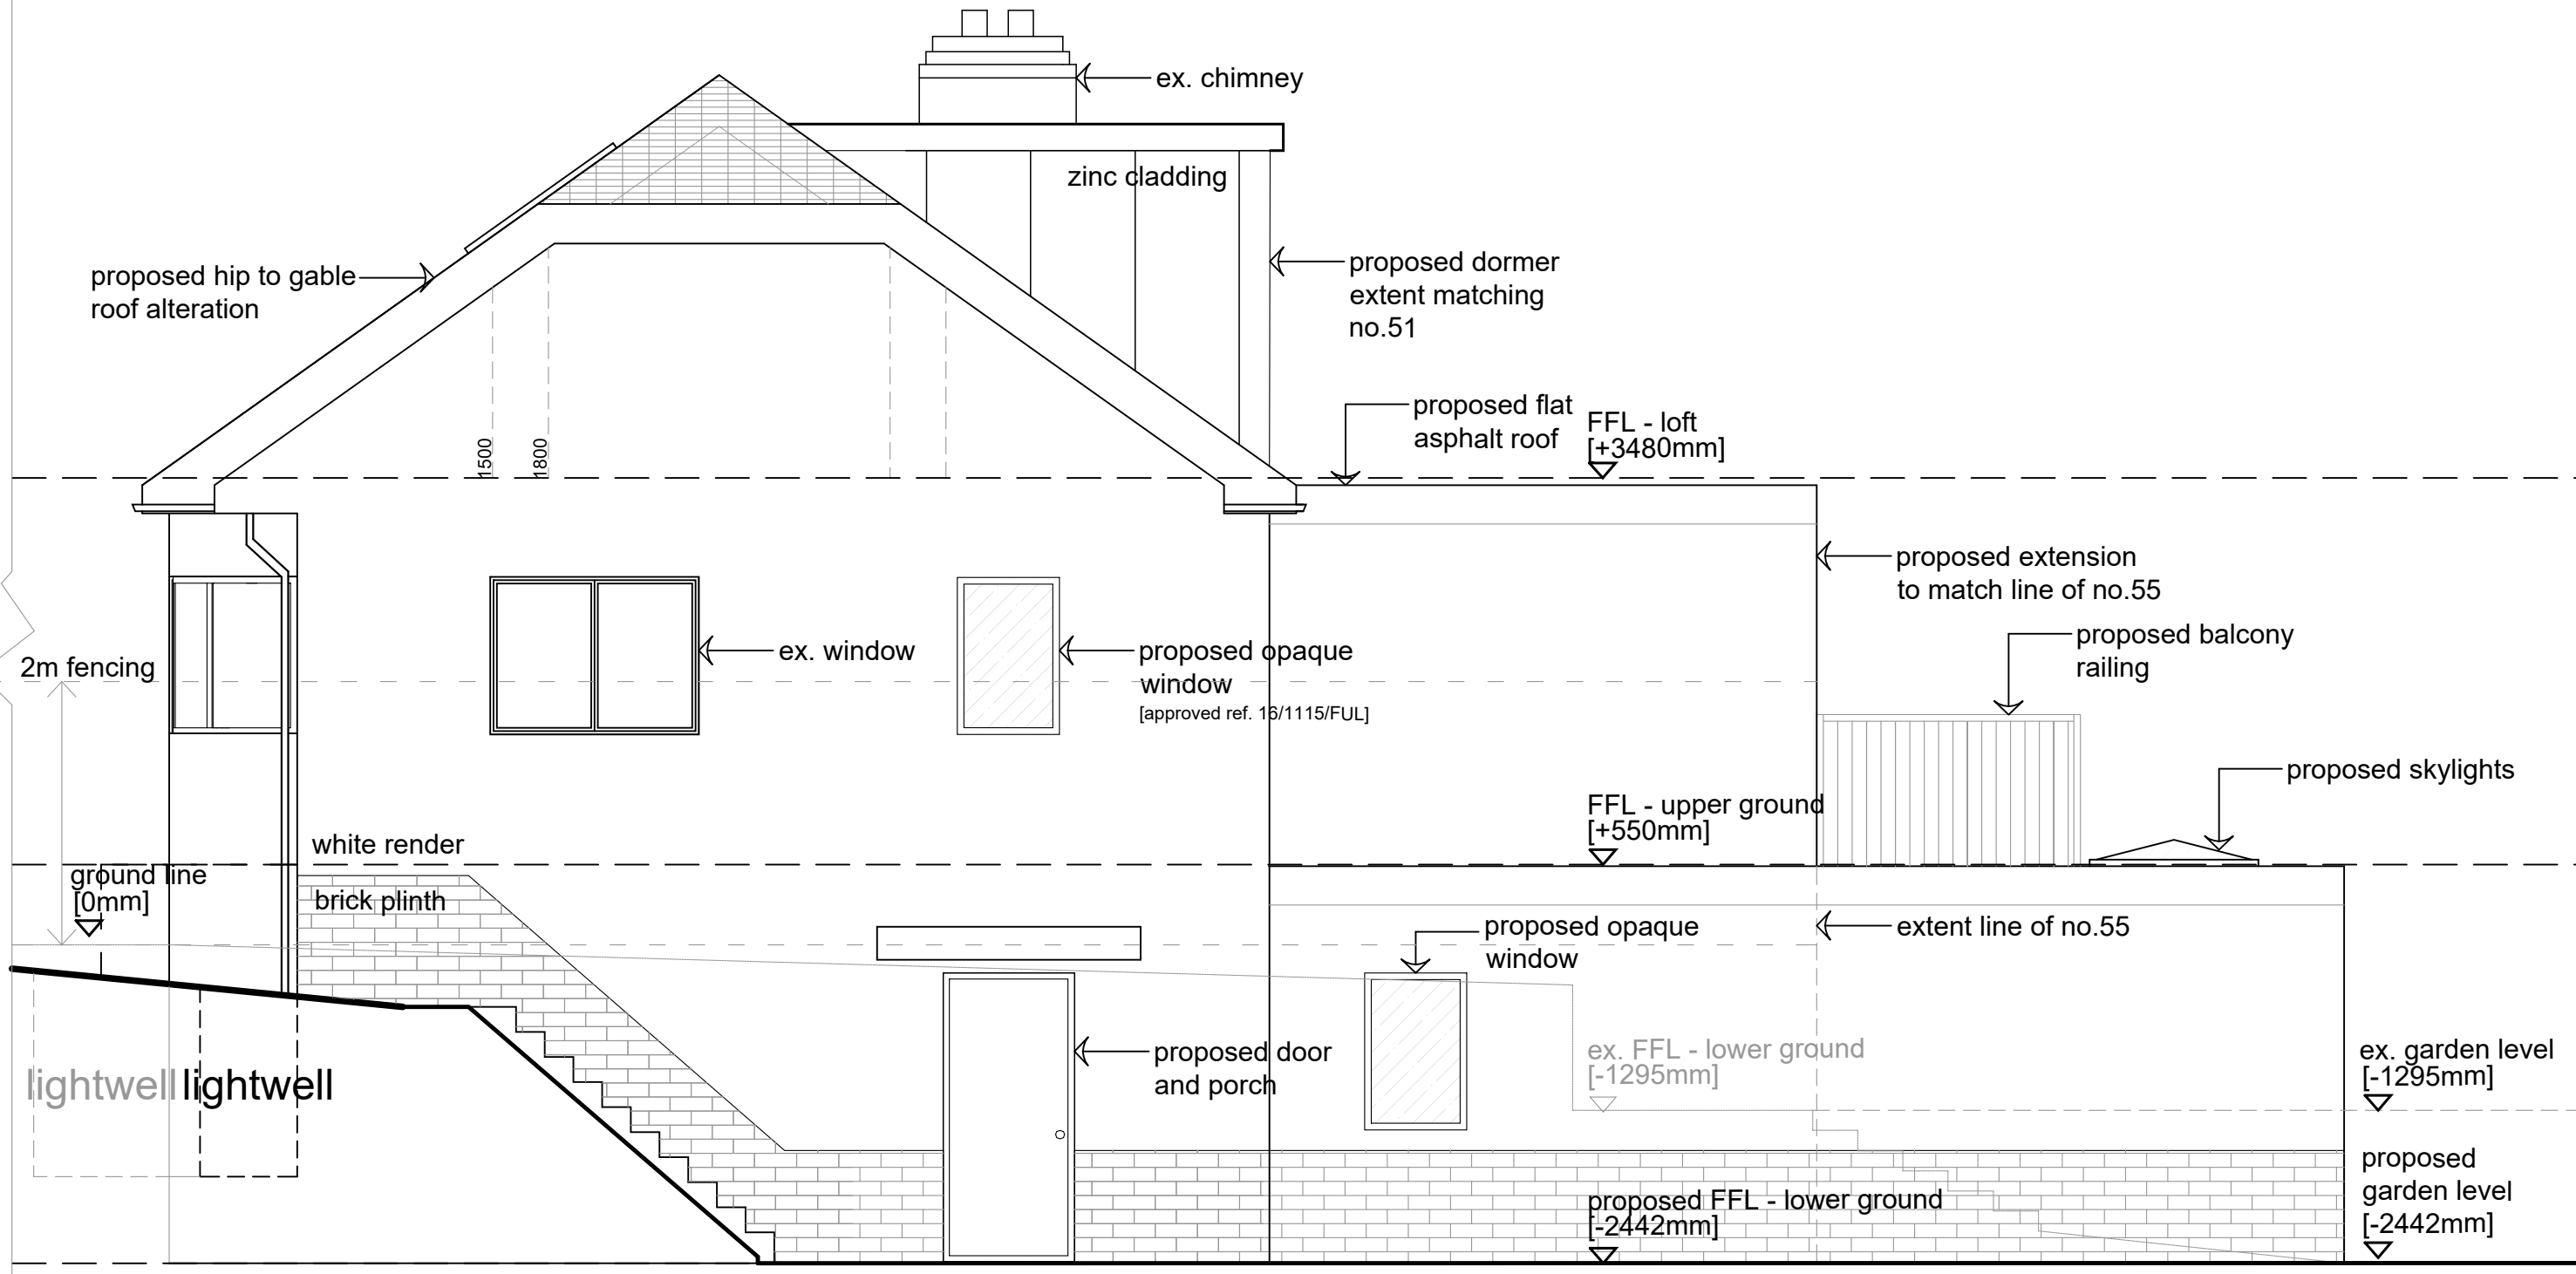 ex. chimney
zinc cladding
proposed hip to gable
roof alteration
proposed dormer
extent matching
no.51
proposed flat
asphalt roof
FFL - loft
[+3480mm]
1500
1800
proposed extension
to match line of no.55
2m fencing
ex. window
proposed opaque
window
[approved ref. 16/1115/FUL]
proposed balcony
railing
proposed skylights
FFL - upper ground
[+550mm]
white render
ground line
[0mm]
brick plinth
proposed opaque
window
extent line of no.55
proposed door
and porch
ex. FFL - lower ground
[-1295mm]
ex. garden level
[-1295mm]
lightwell
lightwell
proposed FFL - lower ground
[-2442mm]
proposed
garden level
[-2442mm]